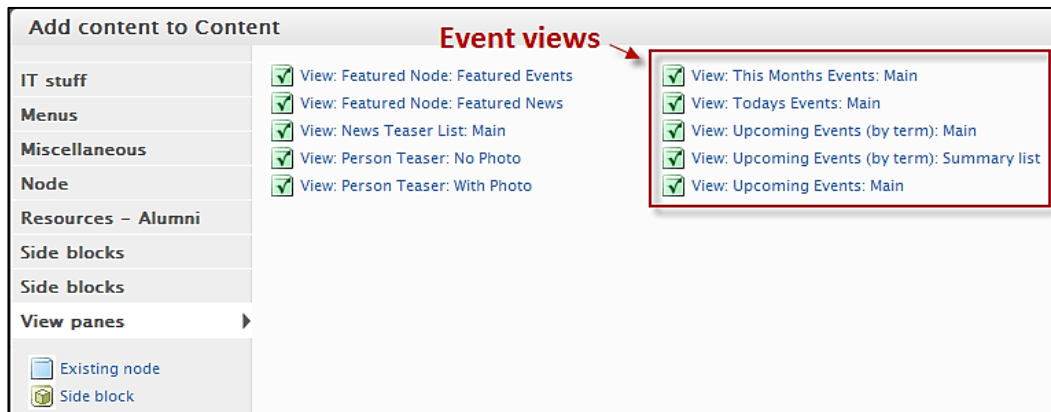 Add content to Content
Event views
IT stuff
Menus
Miscellaneous
Node
Resources - Alumni
Side blocks
Side blocks
View panes
Existing node
Side block
View: Featured Node: Featured Events
View: Featured Node: Featured News
View: News Teaser List: Main
View: Person Teaser: No Photo
View: Person Teaser: With Photo
View: This Months Events: Main
View: Todays Events: Main
View: Upcoming Events (by term): Main
View: Upcoming Events (by term): Summary list
View: Upcoming Events: Main